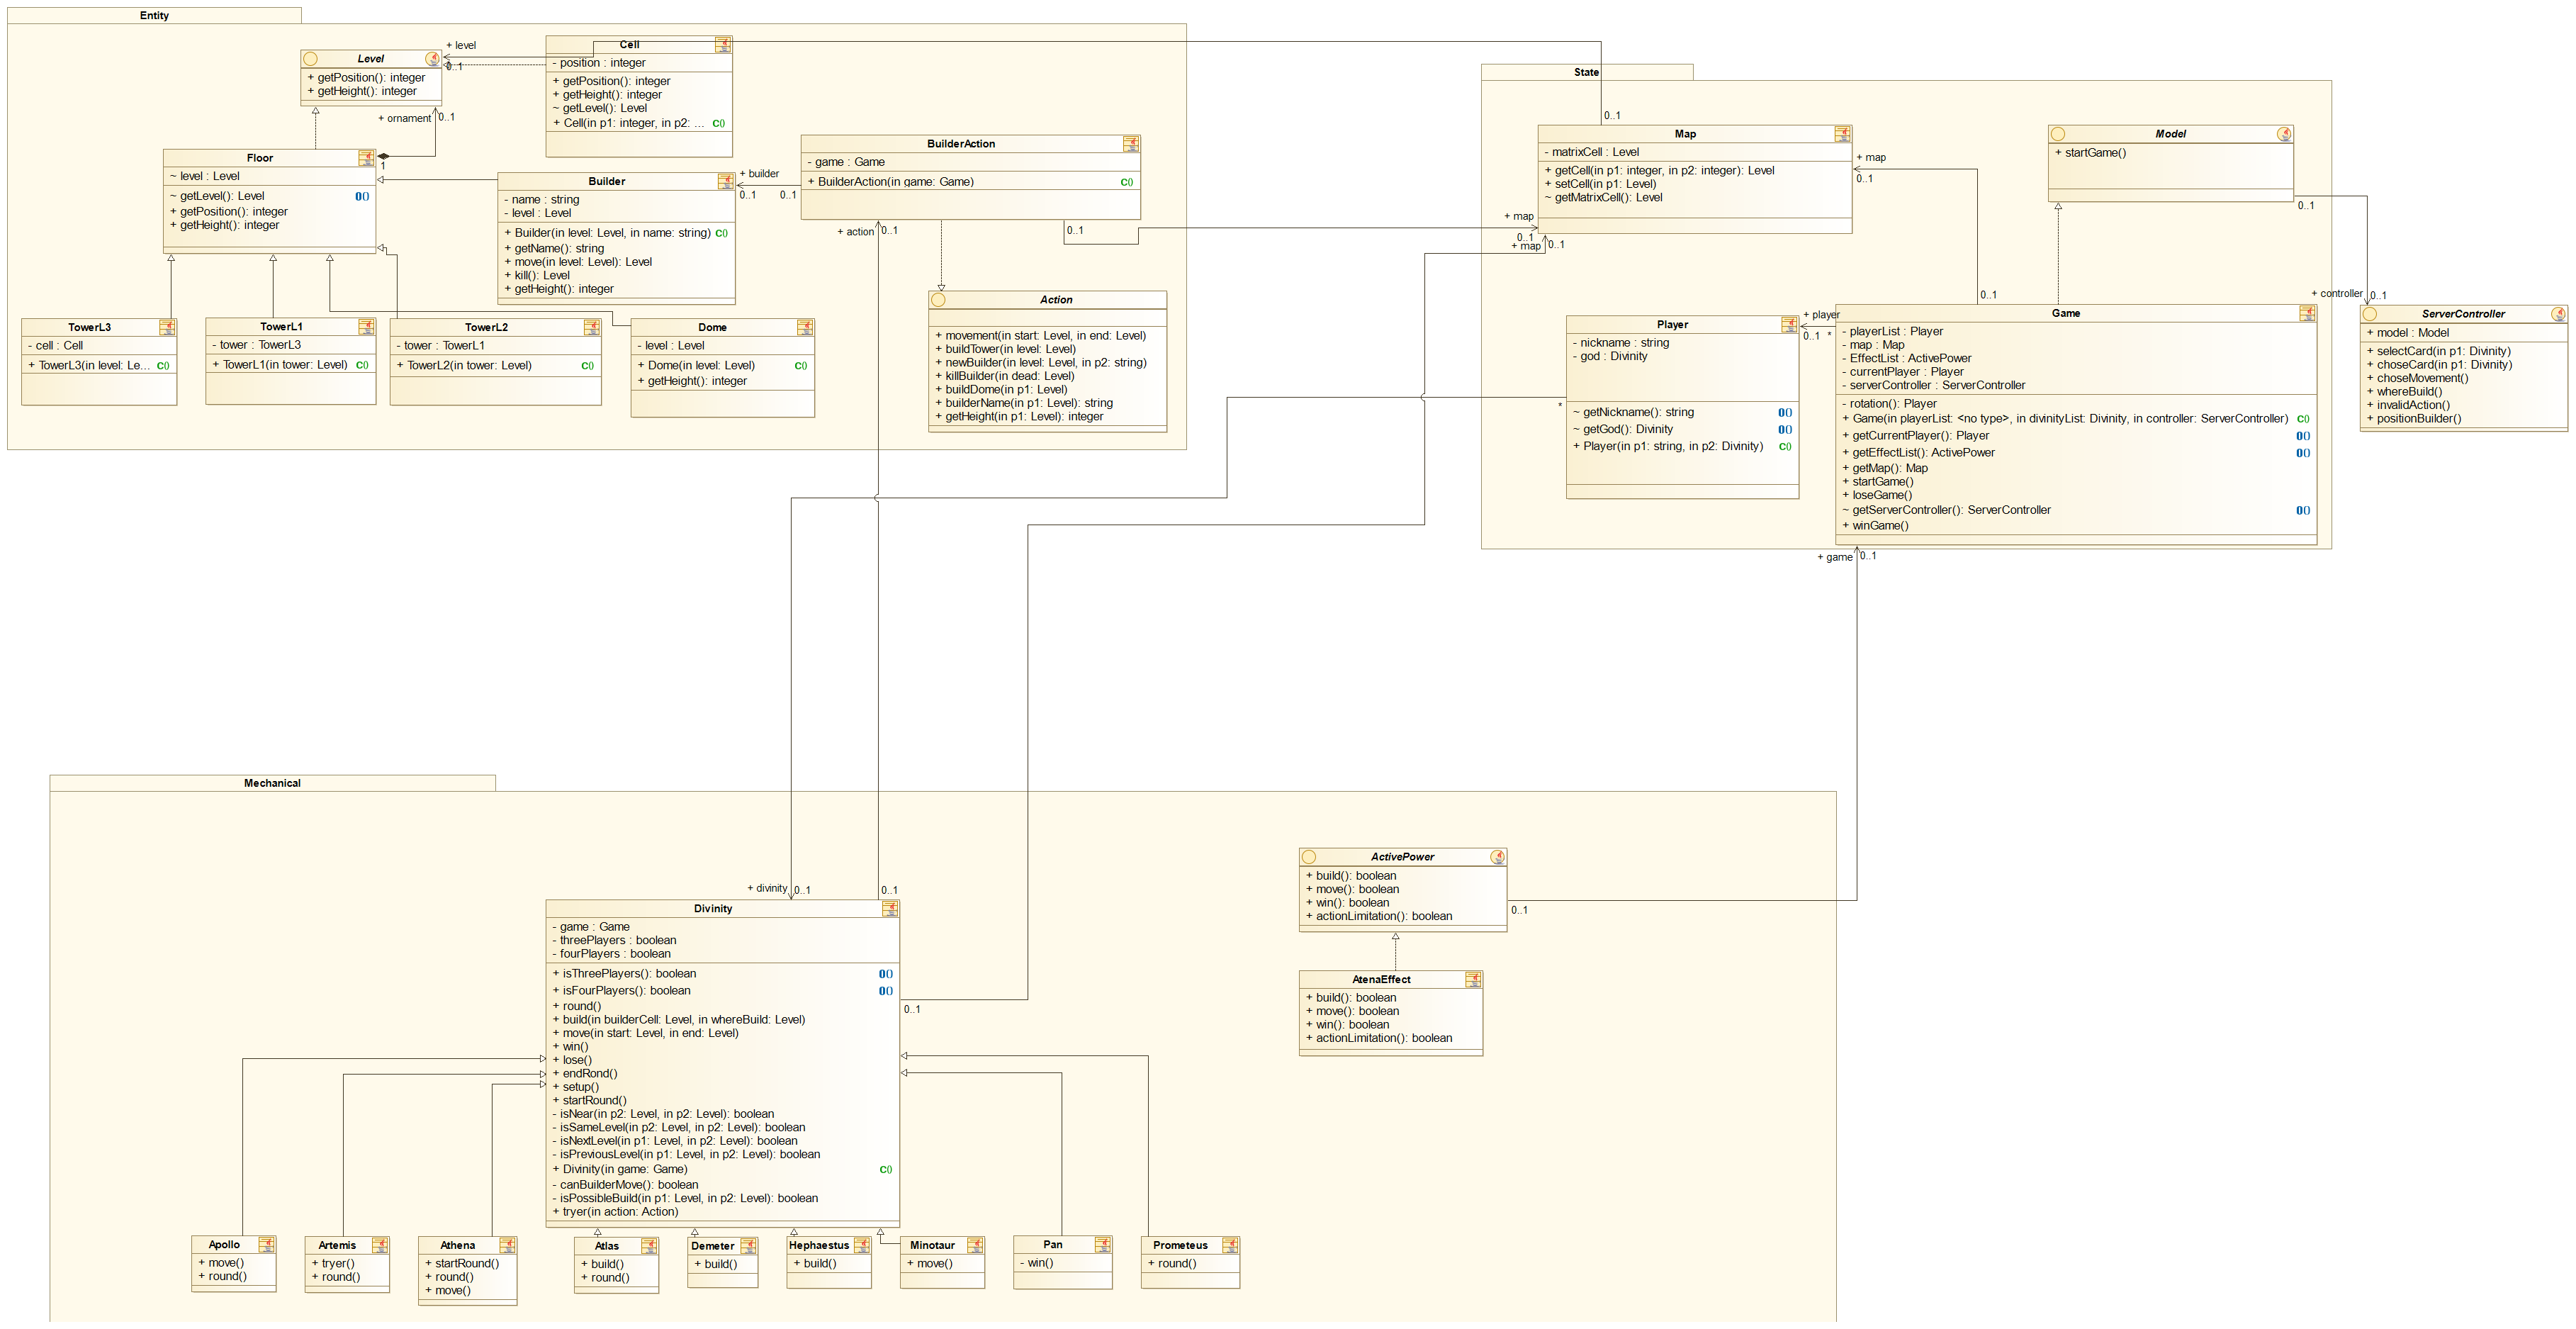 Entity
+ level
0..1
Level
+ getPosition(): integer
+ getHeight(): integer
+ ornament
0..1
1
Cell
- position : integer
+ getPosition(): integer
+ getHeight(): integer
~ getLevel(): Level
+ Cell(in p1: integer, in p2: ... C()
Floor
~ level : Level
~ getLevel(): Level 0()
+ getPosition(): integer
+ getHeight(): integer
Builder
- name : string
- level : Level
+ Builder(in level: Level, in name: string) C()
+ getName(): string
+ move(in level: Level): Level
+ kill(): Level
+ getHeight(): integer
+ builder
0..1
0..1
BuilderAction
- game : Game
+ BuilderAction(in game: Game) C()
+ action
0..1
0..1
Action
+ movement(in start: Level, in end: Level)
+ buildTower(in level: Level)
+ newBuilder(in level: Level, in p2: string)
+ killBuilder(in dead: Level)
+ buildDome(in p1: Level)
+ builderName(in p1: Level): string
+ getHeight(in p1: Level): integer
TowerL3
- cell : Cell
+ TowerL3(in level: Le... C()
TowerL1
- tower : TowerL3
+ TowerL1(in tower: Level) C()
TowerL2
- tower : TowerL1
+ TowerL2(in tower: Level) C()
Dome
- level : Level
+ Dome(in level: Level) C()
+ getHeight(): integer
State
0..1
Map
- matrixCell : Level
+ getCell(in p1: integer, in p2: integer): Level
+ setCell(in p1: Level)
~ getMatrixCell(): Level
+ map
0..1
+ map
0..1
+ map
0..1
Model
+ startGame()
0..1
+ controller
0..1
0..1
Player
- nickname : string
- god : Divinity
~ getNickname(): string 0()
~ getGod(): Divinity 0()
+ Player(in p1: string, in p2: Divinity) C()
+ player
0..1
*
*
Game
- playerList : Player
- map : Map
- EffectList : ActivePower
- currentPlayer : Player
- serverController : ServerController
- rotation(): Player
+ Game(in playerList: <no type>, in divinityList: Divinity, in controller: ServerController) C()
+ getCurrentPlayer(): Player 0()
+ getEffectList(): ActivePower 0()
+ getMap(): Map
+ startGame()
+ loseGame()
~ getServerController(): ServerController 0()
+ winGame()
+ game
0..1
ServerController
+ model : Model
+ selectCard(in p1: Divinity)
+ choseCard(in p1: Divinity)
+ choseMovement()
+ whereBuild()
+ invalidAction()
+ positionBuilder()
Mechanical
+ divinity
0..1
0..1
Divinity
- game : Game
- threePlayers : boolean
- fourPlayers : boolean
+ isThreePlayers(): boolean 0()
+ isFourPlayers(): boolean 0()
+ round()
+ build(in builderCell: Level, in whereBuild: Level)
+ move(in start: Level, in end: Level)
+ win()
+ lose()
+ endRond()
+ setup()
+ startRound()
- isNear(in p2: Level, in p2: Level): boolean
- isSameLevel(in p2: Level, in p2: Level): boolean
- isNextLevel(in p1: Level, in p2: Level): boolean
- isPreviousLevel(in p1: Level, in p2: Level): boolean
+ Divinity(in game: Game) C()
- canBuilderMove(): boolean
- isPossibleBuild(in p1: Level, in p2: Level): boolean
+ tryer(in action: Action)
0..1
ActivePower
+ build(): boolean
+ move(): boolean
+ win(): boolean
+ actionLimitation(): boolean
0..1
AtenaEffect
+ build(): boolean
+ move(): boolean
+ win(): boolean
+ actionLimitation(): boolean
Apollo
+ move()
+ round()
Artemis
+ tryer()
+ round()
Athena
+ startRound()
+ round()
+ move()
Atlas
+ build()
+ round()
Demeter
+ build()
Hephaestus
+ build()
Minotaur
+ move()
Pan
- win()
Prometeus
+ round()